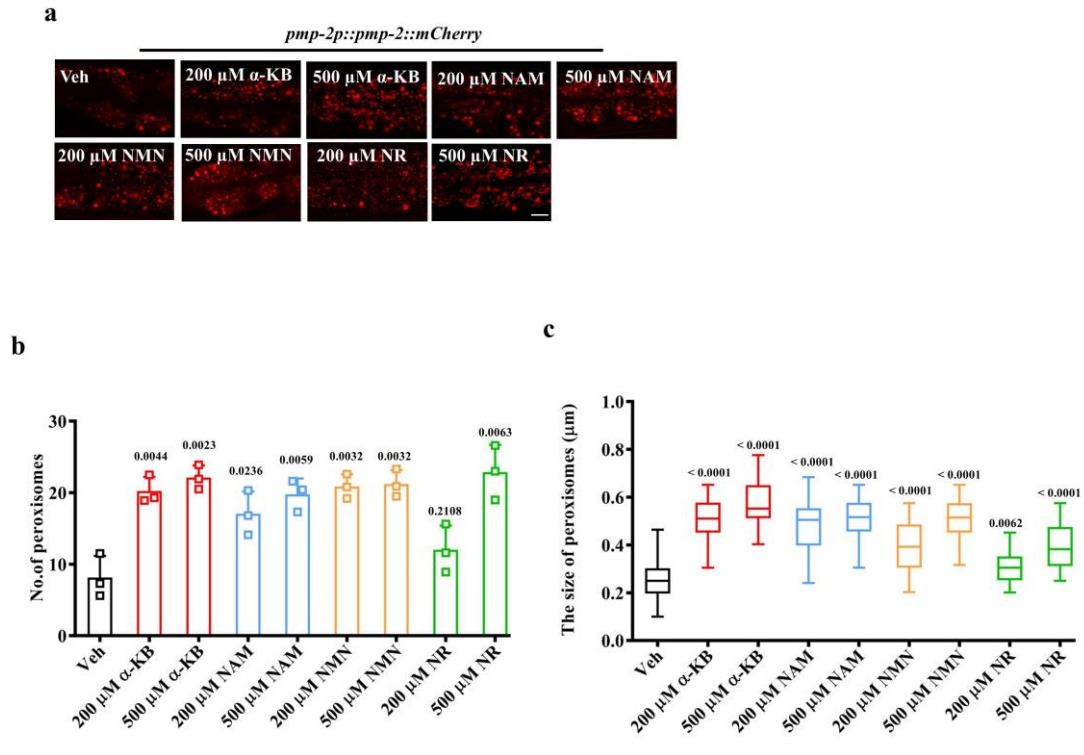 a
pmp-2p::pmp-2::mCherry
Veh
200 µM α-KB
500 µM α-KB
200 µM NAM
500 µM NAM
200 µM NMN
500 µM NMN
200 µM NR
500 µM NR
b
No.of peroxisomes
30
20
10
0
0.0044
0.0023
0.0236
0.0059
0.0032
0.0032
0.2108
0.0063
Veh
200 µM α-KB
500 µM α-KB
200 µM NAM
500 µM NAM
200 µM NMN
500 µM NMN
200 µM NR
500 µM NR
c
The size of peroxisomes (µm)
1.0
0.8
0.6
0.4
0.2
0.0
< 0.0001
< 0.0001
< 0.0001
< 0.0001
< 0.0001
< 0.0001
0.0062
< 0.0001
Veh
200 µM α-KB
500 µM α-KB
200 µM NAM
500 µM NAM
200 µM NMN
500 µM NMN
200 µM NR
500 µM NR